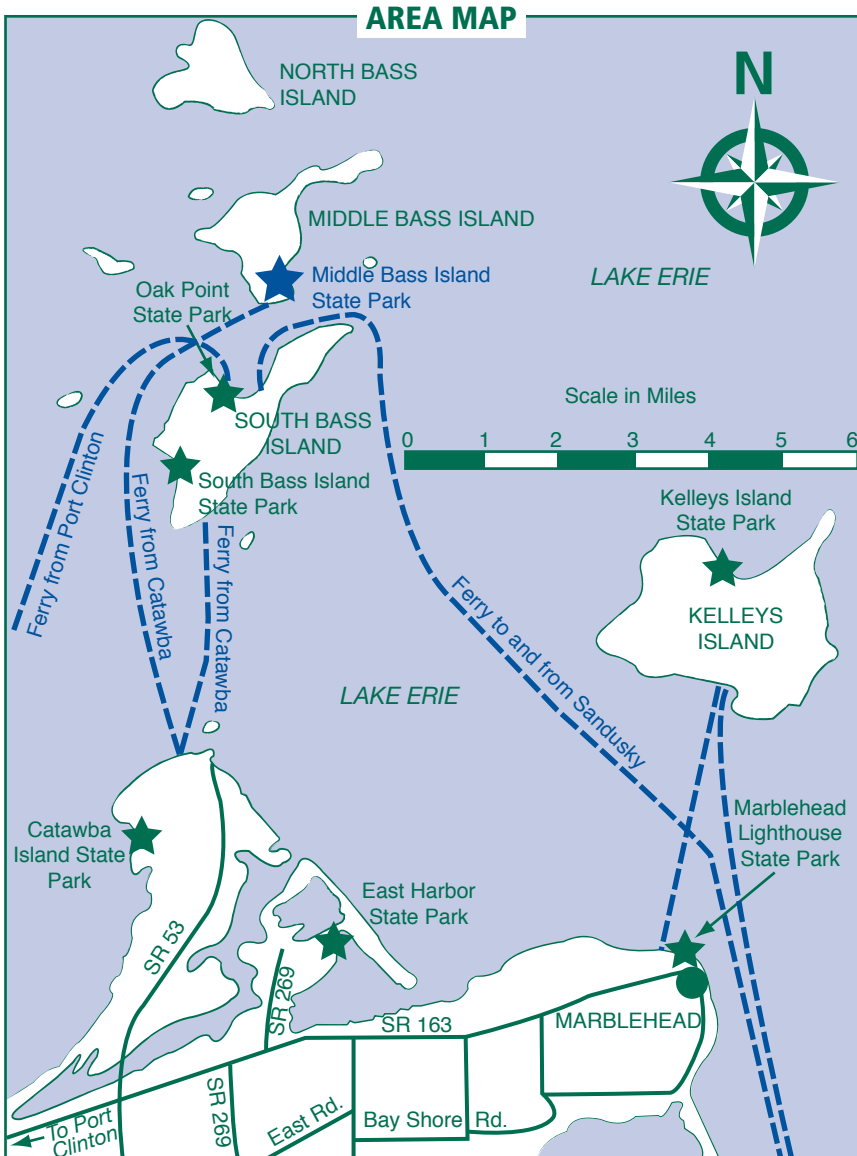 AREA MAP
NORTH BASS
ISLAND
N
MIDDLE BASS ISLAND
Middle Bass Island
State Park
LAKE ERIE
Oak Point
State Park
Scale in Miles
0 1 2 3 4 5 6
SOUTH BASS
ISLAND
South Bass Island
State Park
Ferry from Port Clinton
Ferry from Catawba
Ferry from Catawba
Kelleys Island
State Park
KELLEYS
ISLAND
Ferry to and from Sandusky
LAKE ERIE
Marblehead
Lighthouse
State Park
Catawba
Island State
Park
East Harbor
State Park
SR 53
SR 269
SR 163
MARBLEHEAD
SR 269
East Rd.
Bay Shore Rd.
To Port
Clinton